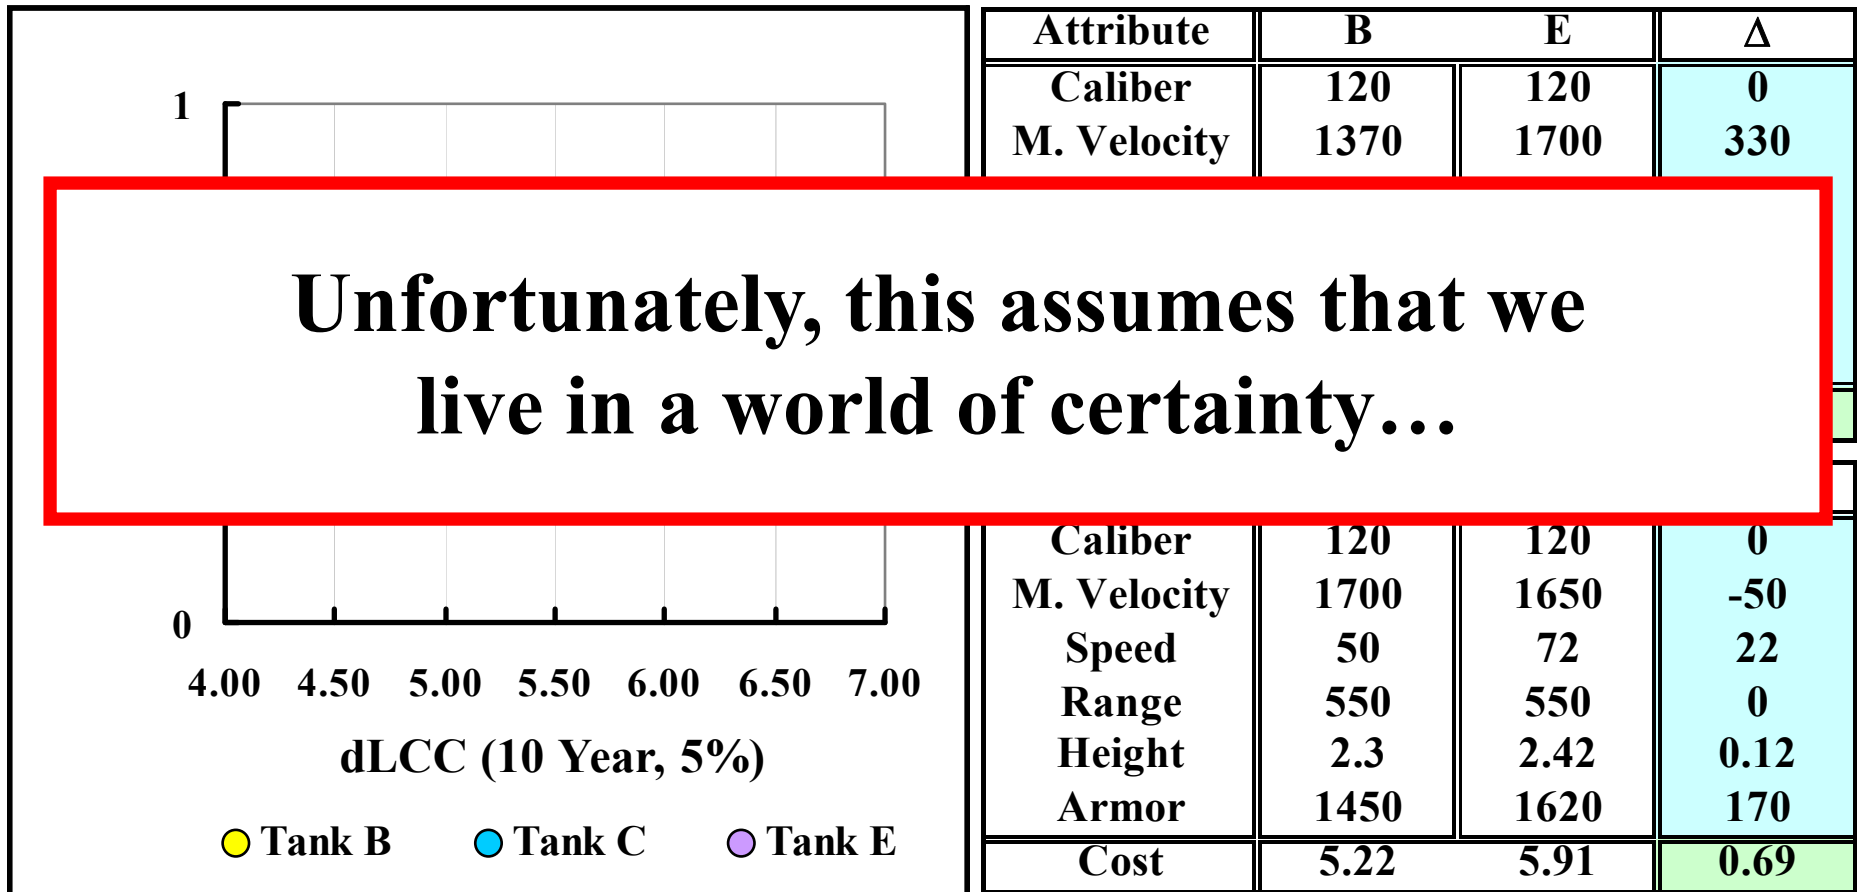 1
0
4.00 4.50 5.00 5.50 6.00 6.50 7.00
dLCC (10 Year, 5%)
Tank B Tank C Tank E
Attribute B E Δ
Caliber 120 120 0
M. Velocity 1370 1700 330
Unfortunately, this assumes that we
live in a world of certainty…
Caliber 120 120 0
M. Velocity 1700 1650 -50
Speed 50 72 22
Range 550 550 0
Height 2.3 2.42 0.12
Armor 1450 1620 170
Cost 5.22 5.91 0.69